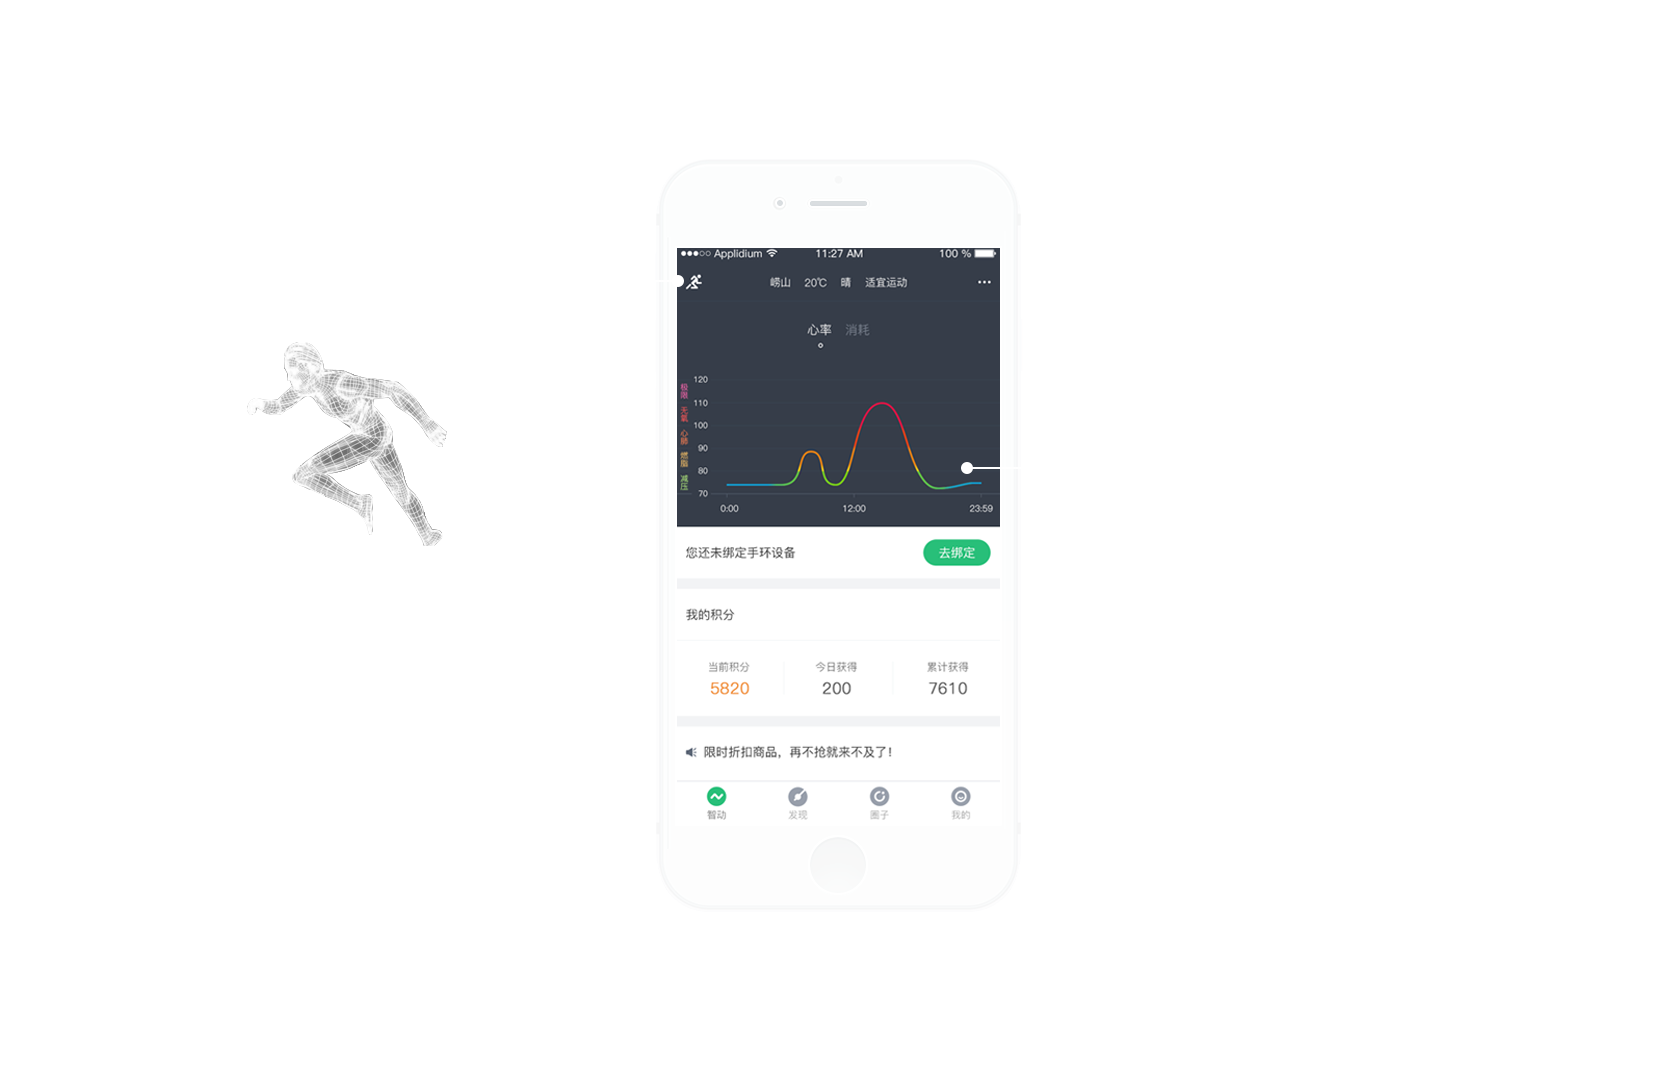 Applidium 11:27 AM 100 %
崂山 20℃ 晴 适宜运动
心率 消耗
120
极限
110
无氧
100
心肺
90
燃脂
80
减压
70
0:00 12:00 23:59
您还未绑定手环设备 去绑定
我的积分
当前积分 今日获得 累计获得
5820 200 7610
限时折扣商品，再不抢就来不及了！
智动 发现 圈子 我的